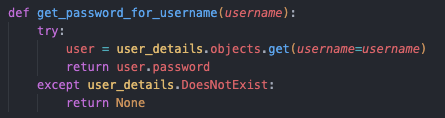 def get_password_for_username(username):
    try:
        user = user_details.objects.get(username=username)
        return user.password
    except user_details.DoesNotExist:
        return None